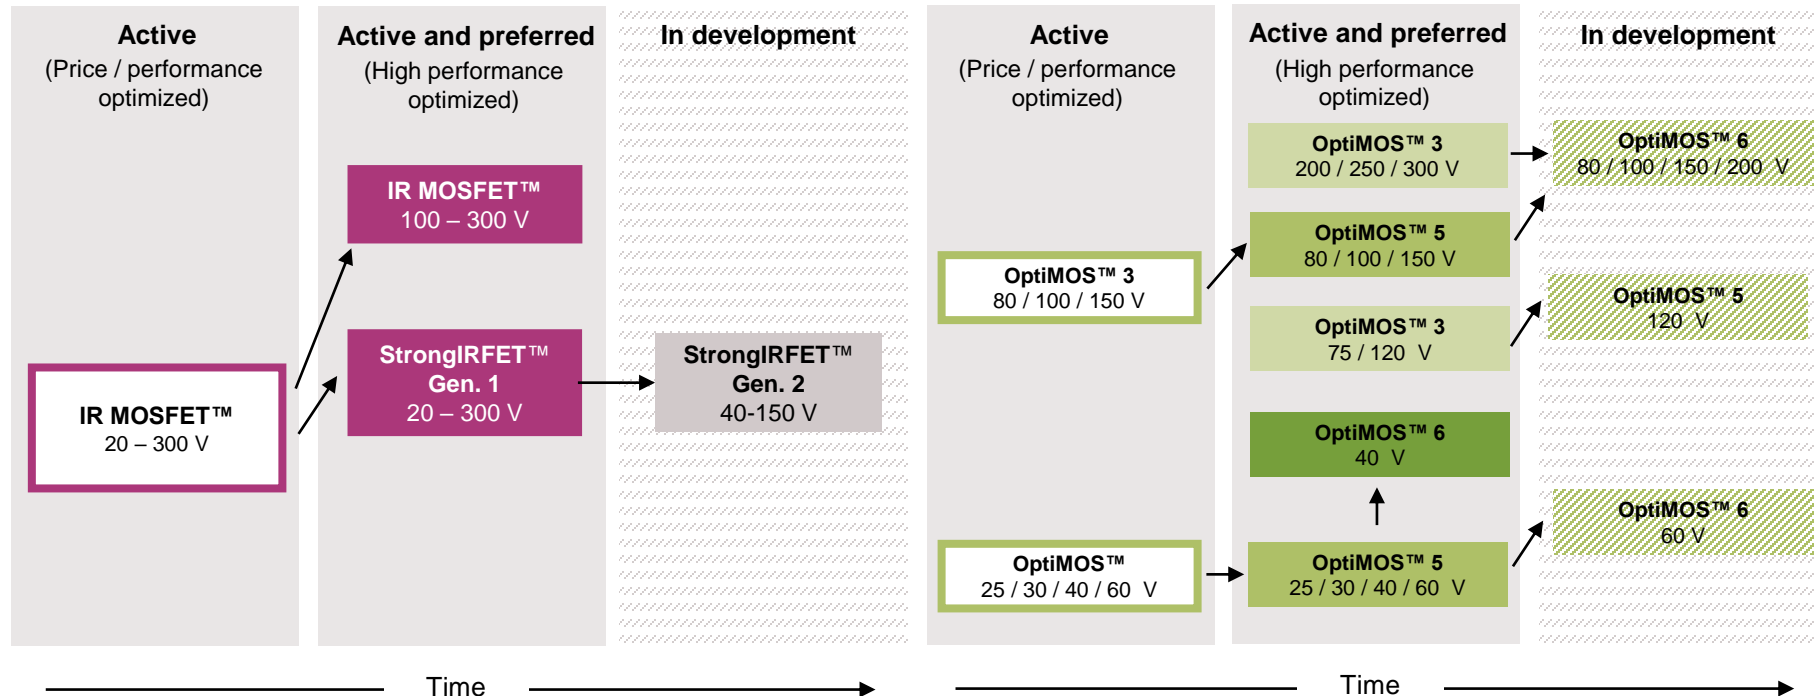 Active
(Price / performance
optimized)
Active and preferred
(High performance
optimized)
In development
IR MOSFET™
100 – 300 V
StrongIRFET™
Gen. 1
20 – 300 V
StrongIRFET™
Gen. 2
40-150 V
IR MOSFET™
20 – 300 V
Time
Active
(Price / performance
optimized)
Active and preferred
(High performance
optimized)
In development
OptiMOS™ 3
200 / 250 / 300 V
OptiMOS™ 6
80 / 100 / 150 / 200 V
OptiMOS™ 5
80 / 100 / 150 V
OptiMOS™ 3
80 / 100 / 150 V
OptiMOS™ 5
120 V
OptiMOS™ 3
75 / 120 V
OptiMOS™ 6
40 V
OptiMOS™ 6
60 V
OptiMOS™
25 / 30 / 40 / 60 V
OptiMOS™ 5
25 / 30 / 40 / 60 V
Time